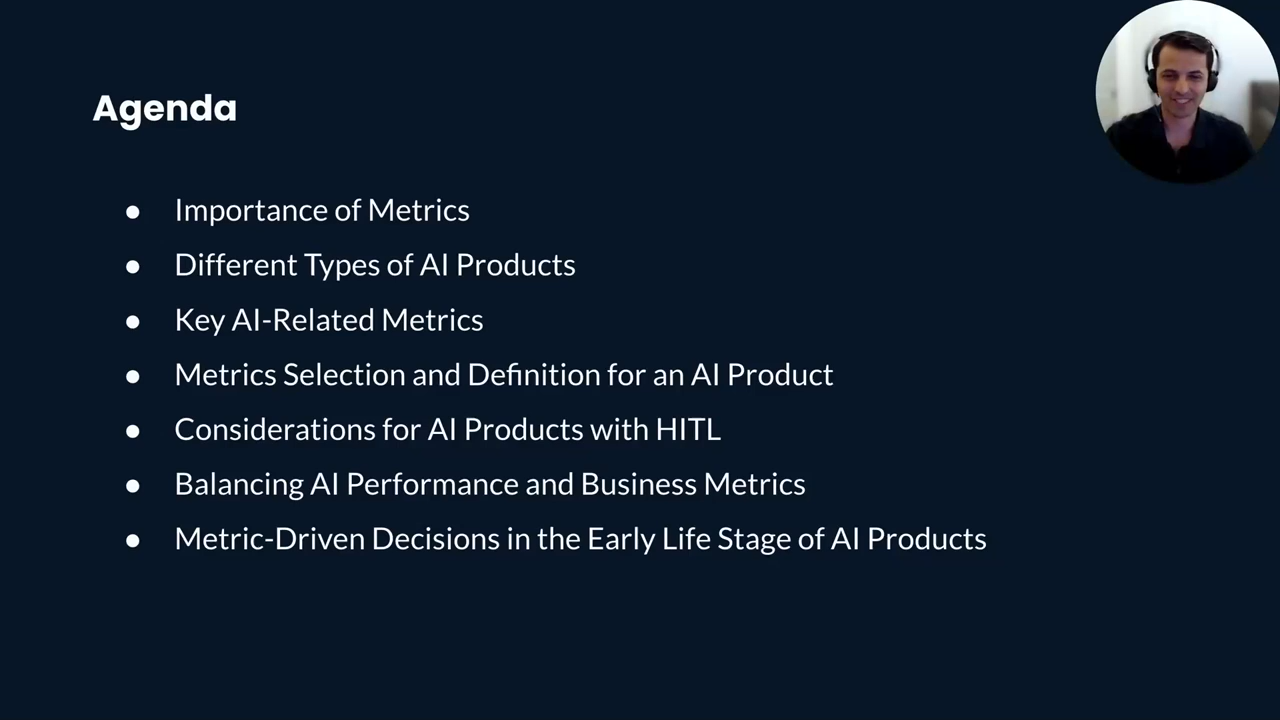 Agenda
● Importance of Metrics
● Different Types of AI Products
● Key AI-Related Metrics
● Metrics Selection and Definition for an AI Product
● Considerations for AI Products with HITL
● Balancing AI Performance and Business Metrics
● Metric-Driven Decisions in the Early Life Stage of AI Products